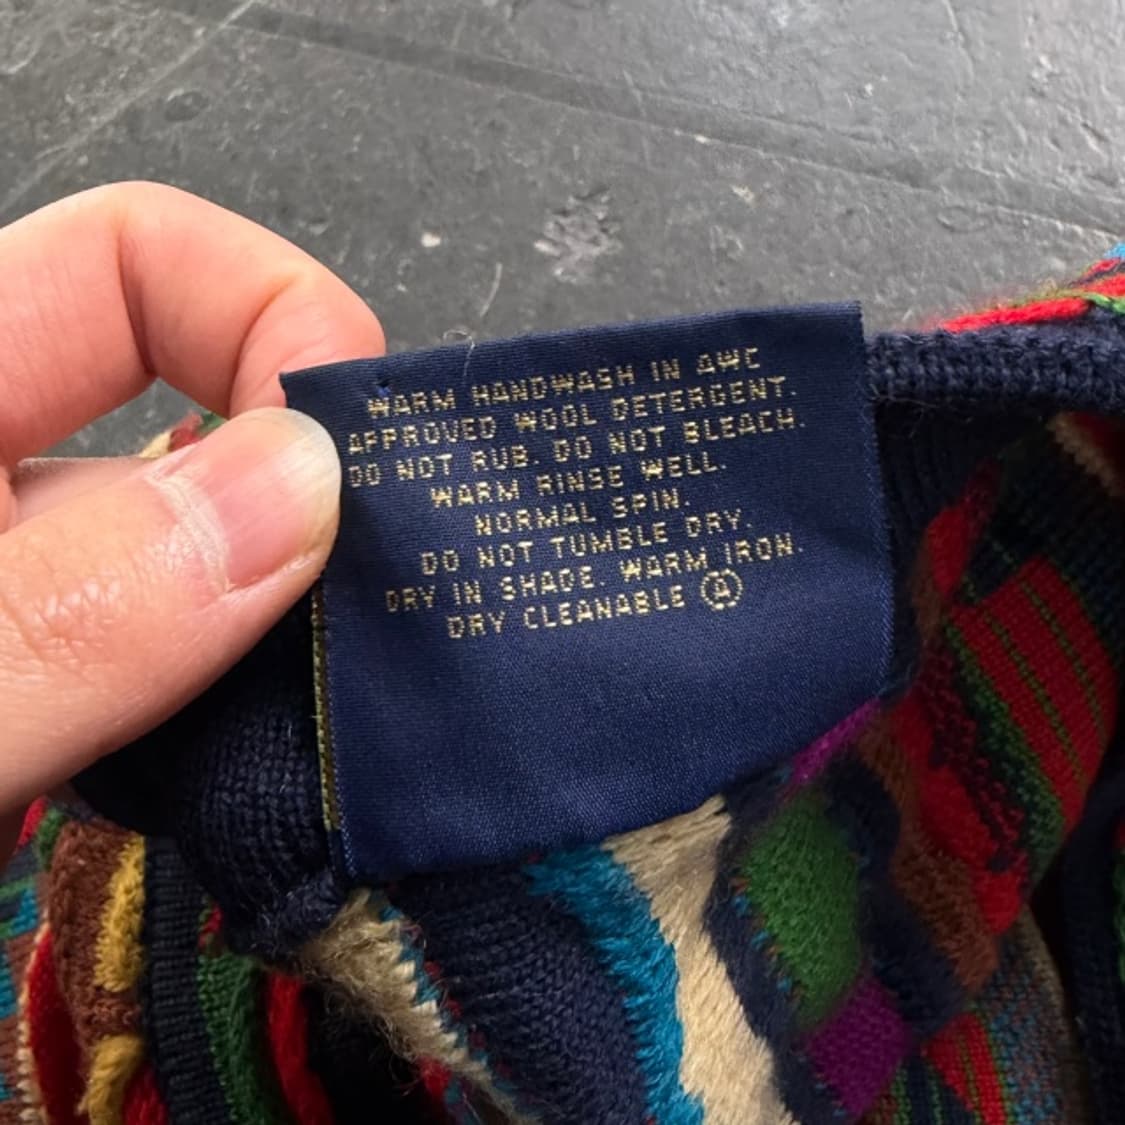 WARM HANDWASH IN AWC
APPROVED WOOL DETERGENT.
DO NOT RUB. DO NOT BLEACH.
WARM RINSE WELL.
NORMAL SPIN.
DO NOT TUMBLE DRY.
DRY IN SHADE. WARM IRON.
DRY CLEANABLE Ⓐ